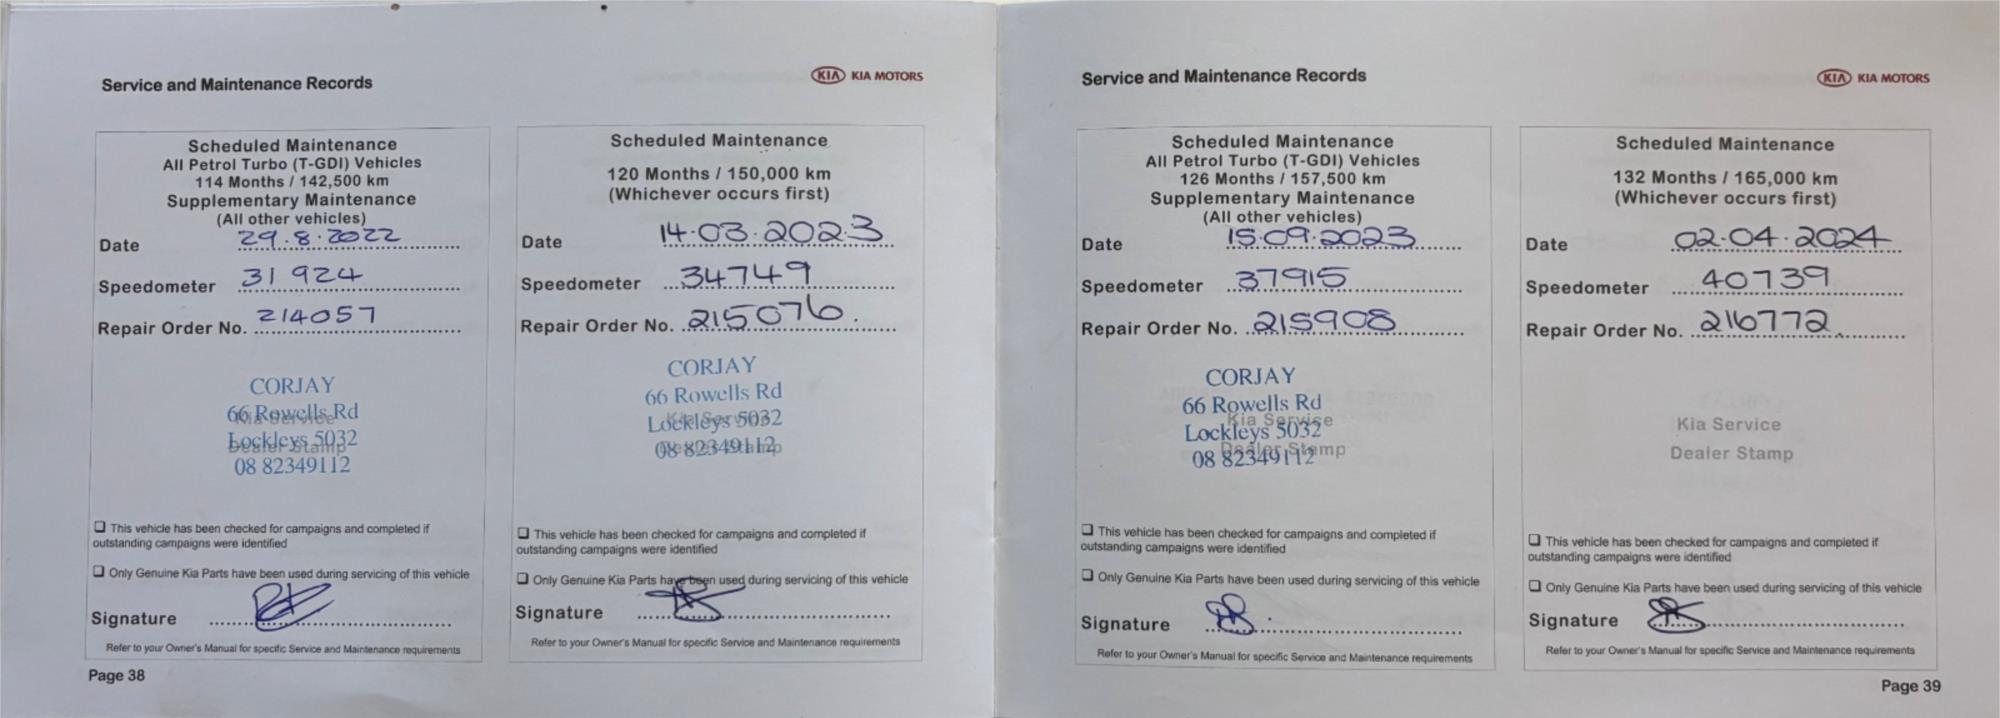 Service and Maintenance Records
KIA KIA MOTORS
Scheduled Maintenance
All Petrol Turbo (T-GDI) Vehicles
114 Months / 142,500 km
Supplementary Maintenance
(All other vehicles)
Date 29.8.2022
Speedometer 31924
Repair Order No. 214057
CORJAY
66 Rowells Rd
Kia Service
Lockleys 5032
Dealer Stamp
08 82349112
This vehicle has been checked for campaigns and completed if
outstanding campaigns were identified
Only Genuine Kia Parts have been used during servicing of this vehicle
Signature
Refer to your Owner's Manual for specific Service and Maintenance requirements
Page 38
Scheduled Maintenance
120 Months / 150,000 km
(Whichever occurs first)
Date 14.03.2023
Speedometer 34749
Repair Order No. 215076.
CORJAY
66 Rowells Rd
Lockleys 5032
Kia Service
08 82349112
Dealer Stamp
This vehicle has been checked for campaigns and completed if
outstanding campaigns were identified
Only Genuine Kia Parts have been used during servicing of this vehicle
Signature
Refer to your Owner's Manual for specific Service and Maintenance requirements
Service and Maintenance Records
KIA KIA MOTORS
Scheduled Maintenance
All Petrol Turbo (T-GDI) Vehicles
126 Months / 157,500 km
Supplementary Maintenance
(All other vehicles)
Date 15.09.2023
Speedometer 37915
Repair Order No. 215908
CORJAY
66 Rowells Rd
Kia Service
Lockleys 5032
Dealer Stamp
08 82349112
This vehicle has been checked for campaigns and completed if
outstanding campaigns were identified
Only Genuine Kia Parts have been used during servicing of this vehicle
Signature
Refer to your Owner's Manual for specific Service and Maintenance requirements
Scheduled Maintenance
132 Months / 165,000 km
(Whichever occurs first)
Date 02.04.2024
Speedometer 40739
Repair Order No. 216772
Kia Service
Dealer Stamp
This vehicle has been checked for campaigns and completed if
outstanding campaigns were identified
Only Genuine Kia Parts have been used during servicing of this vehicle
Signature
Refer to your Owner's Manual for specific Service and Maintenance requirements
Page 39